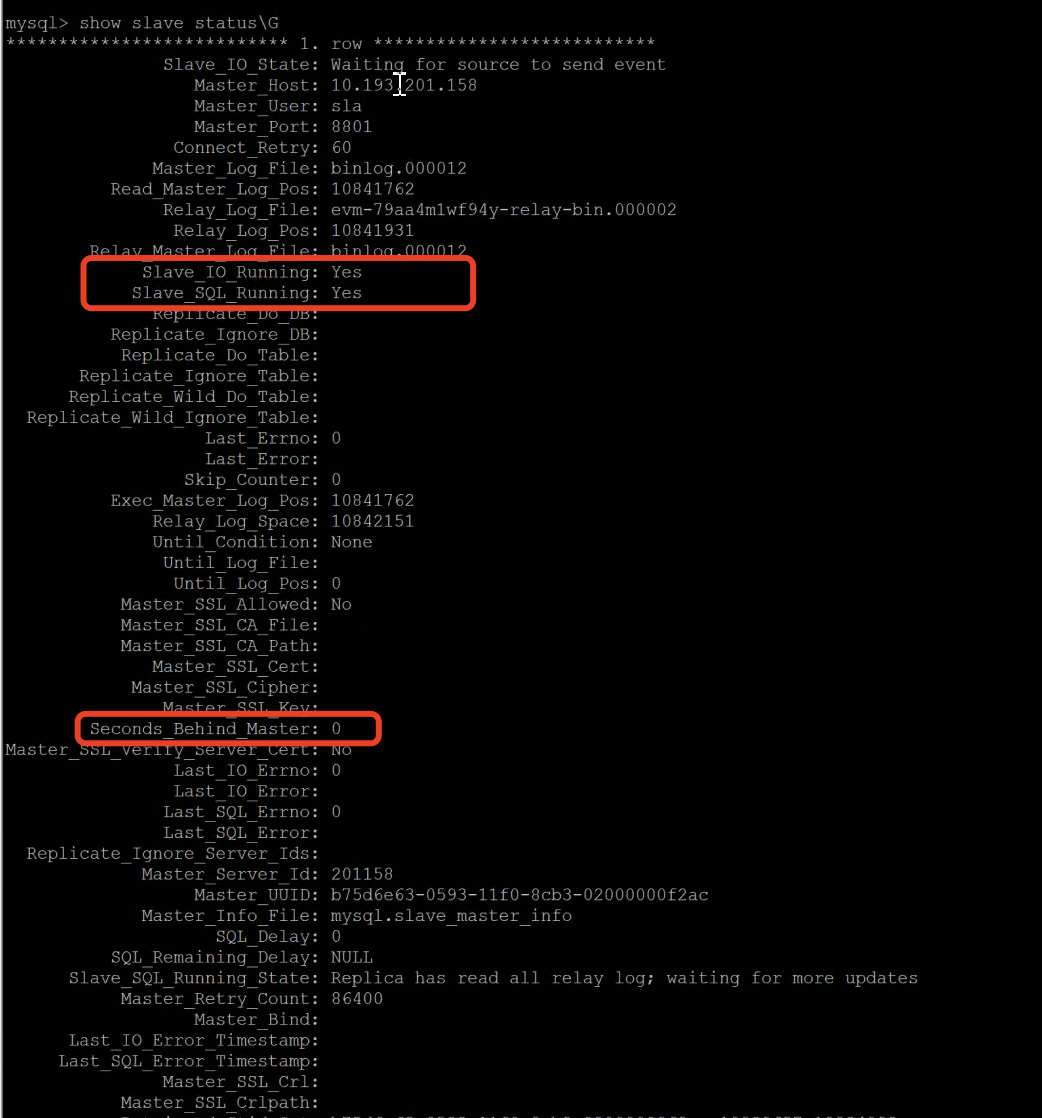 mysql> show slave status\G
*************************** 1. row ***************************
Slave_IO_State: Waiting for source to send event
Master_Host: 10.193.201.158
Master_User: sla
Master_Port: 8801
Connect_Retry: 60
Master_Log_File: binlog.000012
Read_Master_Log_Pos: 10841762
Relay_Log_File: evm-79aa4m1wf94y-relay-bin.000002
Relay_Log_Pos: 10841931
Relay_Master_Log_File: binlog.000012
Slave_IO_Running: Yes
Slave_SQL_Running: Yes
Replicate_Do_DB:
Replicate_Ignore_DB:
Replicate_Do_Table:
Replicate_Ignore_Table:
Replicate_Wild_Do_Table:
Replicate_Wild_Ignore_Table:
Last_Errno: 0
Last_Error:
Skip_Counter: 0
Exec_Master_Log_Pos: 10841762
Relay_Log_Space: 10842151
Until_Condition: None
Until_Log_File:
Until_Log_Pos: 0
Master_SSL_Allowed: No
Master_SSL_CA_File:
Master_SSL_CA_Path:
Master_SSL_Cert:
Master_SSL_Cipher:
Master_SSL_Key:
Seconds_Behind_Master: 0
Master_SSL_Verify_Server_Cert: No
Last_IO_Errno: 0
Last_IO_Error:
Last_SQL_Errno: 0
Last_SQL_Error:
Replicate_Ignore_Server_Ids:
Master_Server_Id: 201158
Master_UUID: b75d6e63-0593-11f0-8cb3-02000000f2ac
Master_Info_File: mysql.slave_master_info
SQL_Delay: 0
SQL_Remaining_Delay: NULL
Slave_SQL_Running_State: Replica has read all relay log; waiting for more updates
Master_Retry_Count: 86400
Master_Bind:
Last_IO_Error_Timestamp:
Last_SQL_Error_Timestamp:
Master_SSL_Crl:
Master_SSL_Crlpath: